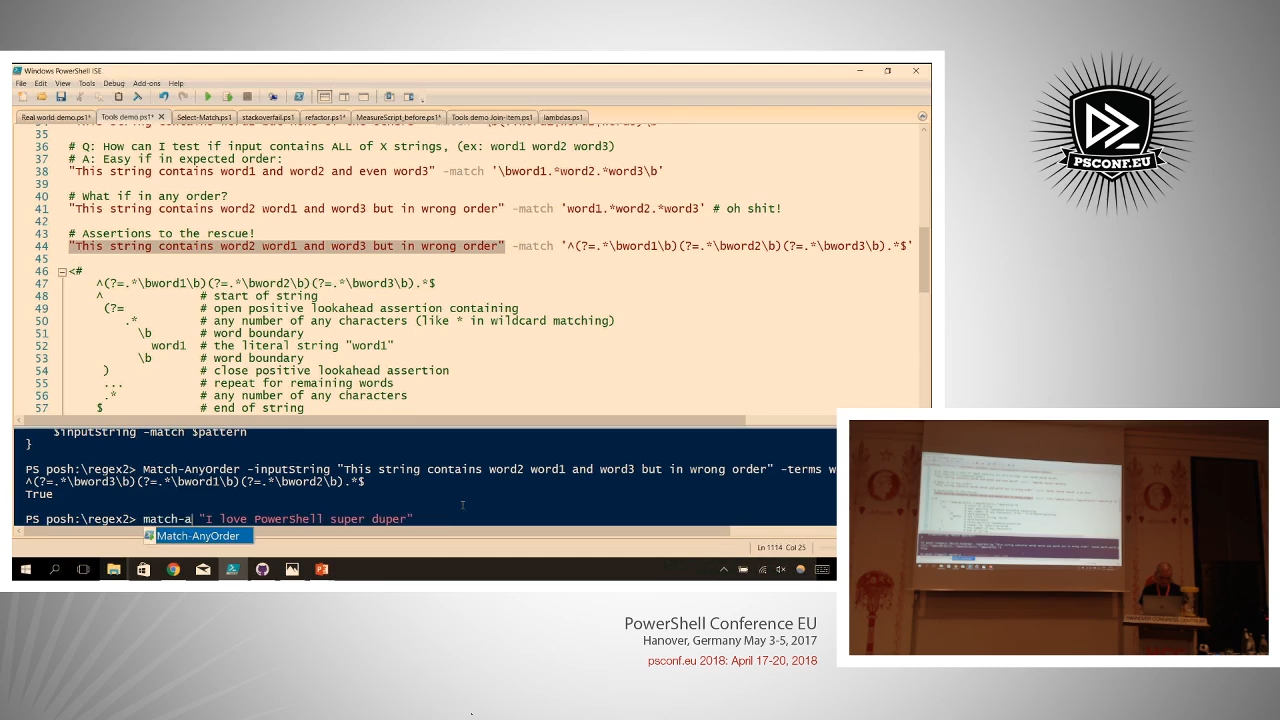 Windows PowerShell ISE
File Edit View Tools Debug Add-ons Help
Real world demo.ps1* Tools demo.ps1* Select-Match.ps1 stackoverfail.ps1 refactor.ps1* MeasureScript_before.ps1* Tools demo Join-Item.ps1 lambdas.ps1
35
36 # Q: How can I test if input contains ALL of X strings, (ex: word1 word2 word3)
37 # A: Easy if in expected order:
38 "This string contains word1 and word2 and even word3" -match '\bword1.*word2.*word3\b'
39
40 # What if in any order?
41 "This string contains word2 word1 and word3 but in wrong order" -match 'word1.*word2.*word3' # oh shit!
42
43 # Assertions to the rescue!
44 "This string contains word2 word1 and word3 but in wrong order" -match '^(?=.*\bword1\b)(?=.*\bword2\b)(?=.*\bword3\b).*$'
45
46 <#
47 ^(?=.*\bword1\b)(?=.*\bword2\b)(?=.*\bword3\b).*$
48 ^ # start of string
49 (?= # open positive lookahead assertion containing
50 .* # any number of any characters (like * in wildcard matching)
51 \b # word boundary
52 word1 # the literal string "word1"
53 \b # word boundary
54 ) # close positive lookahead assertion
55 ... # repeat for remaining words
56 .* # any number of any characters
57 $ # end of string
$inputString -match $pattern
}
PS posh:\regex2> Match-AnyOrder -inputString "This string contains word2 word1 and word3 but in wrong order" -terms w
^(?=.*\bword3\b)(?=.*\bword1\b)(?=.*\bword2\b).*$
True
PS posh:\regex2> match-a "I love PowerShell super duper"
Match-AnyOrder
Ln 1114 Col 25
PSCONF.EU
PowerShell Conference EU
Hanover, Germany May 3-5, 2017
psconf.eu 2018: April 17-20, 2018